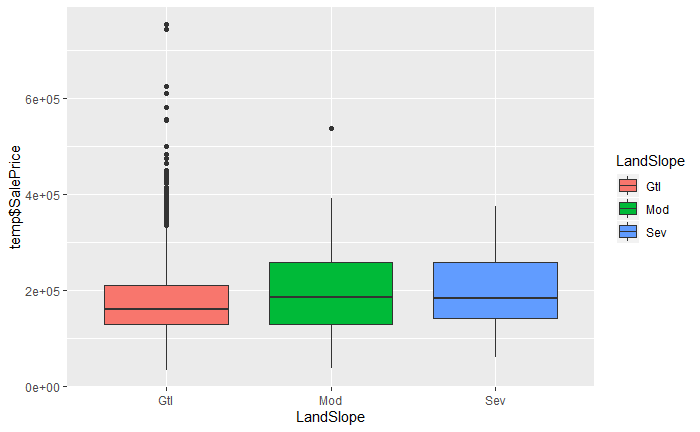 6e+05
4e+05
2e+05
0e+00
temp$SalePrice
Gtl
Mod
Sev
LandSlope
LandSlope
Gtl
Mod
Sev